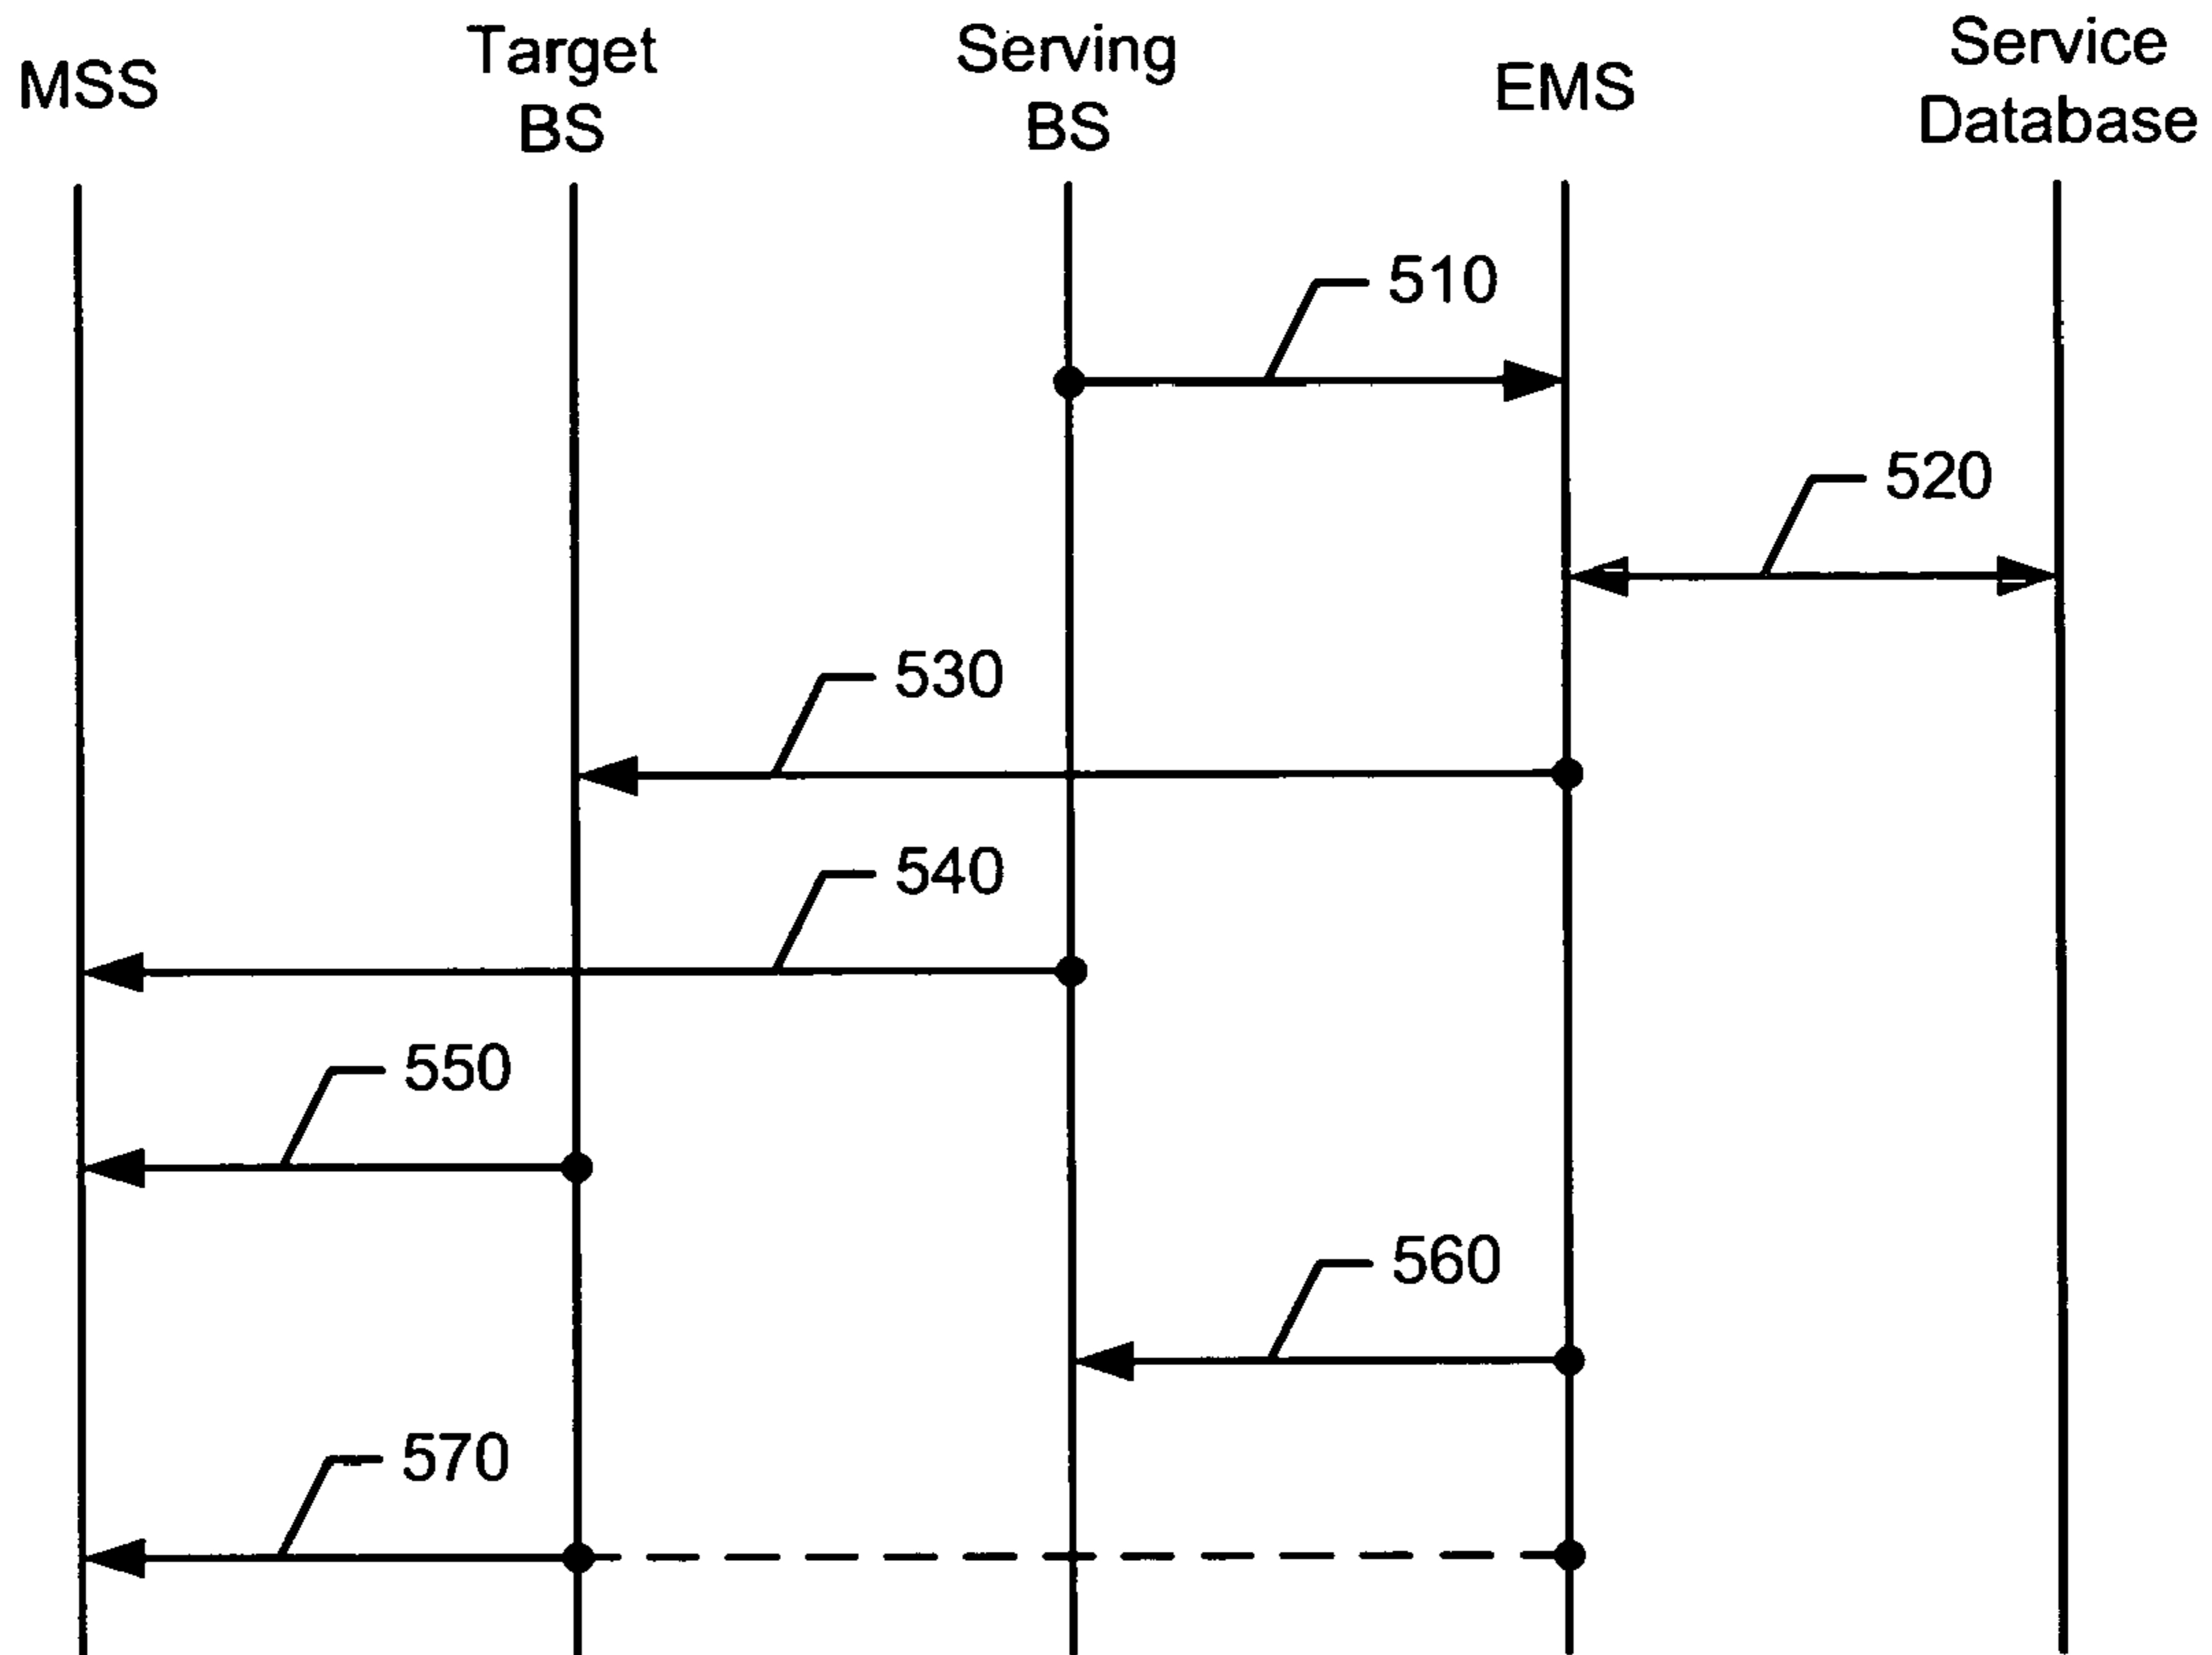 MSS
Target
BS
Serving
BS
EMS
Service
Database
510
520
530
540
550
560
570